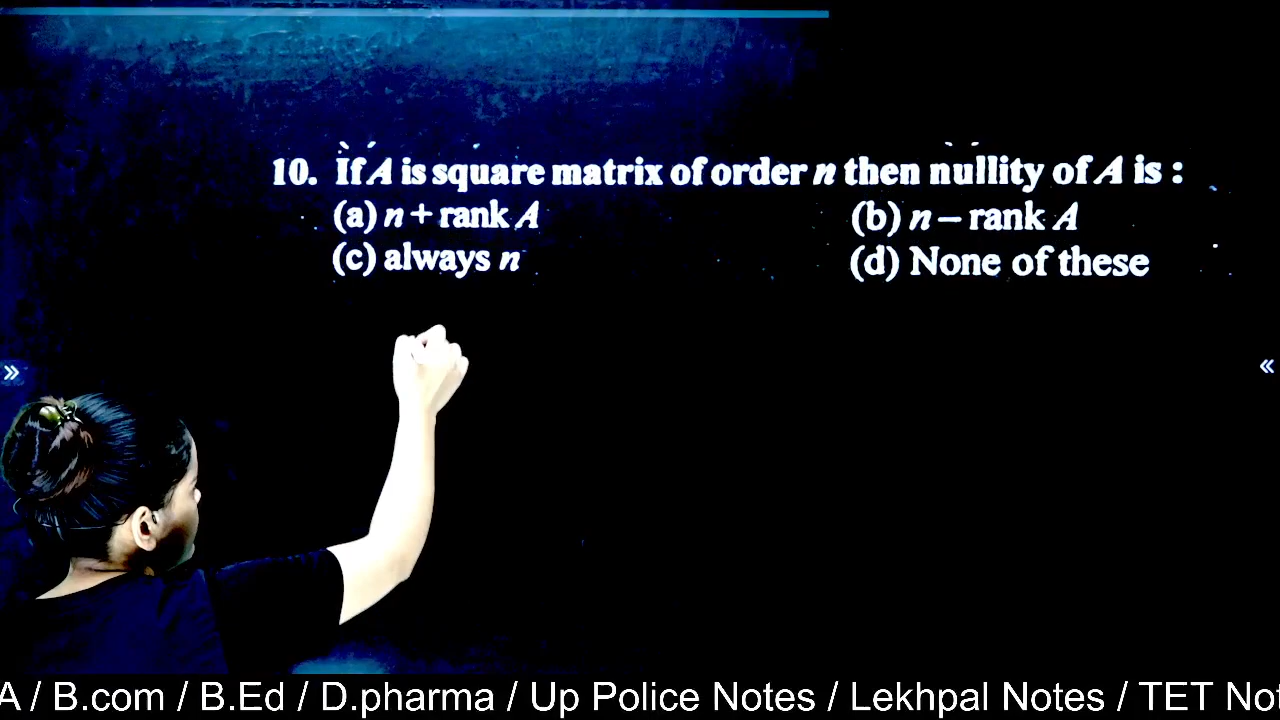 10. If A is square matrix of order n then nullity of A is :
(a) n + rank A (b) n – rank A
(c) always n (d) None of these
A / B.com / B.Ed / D.pharma / Up Police Notes / Lekhpal Notes / TET